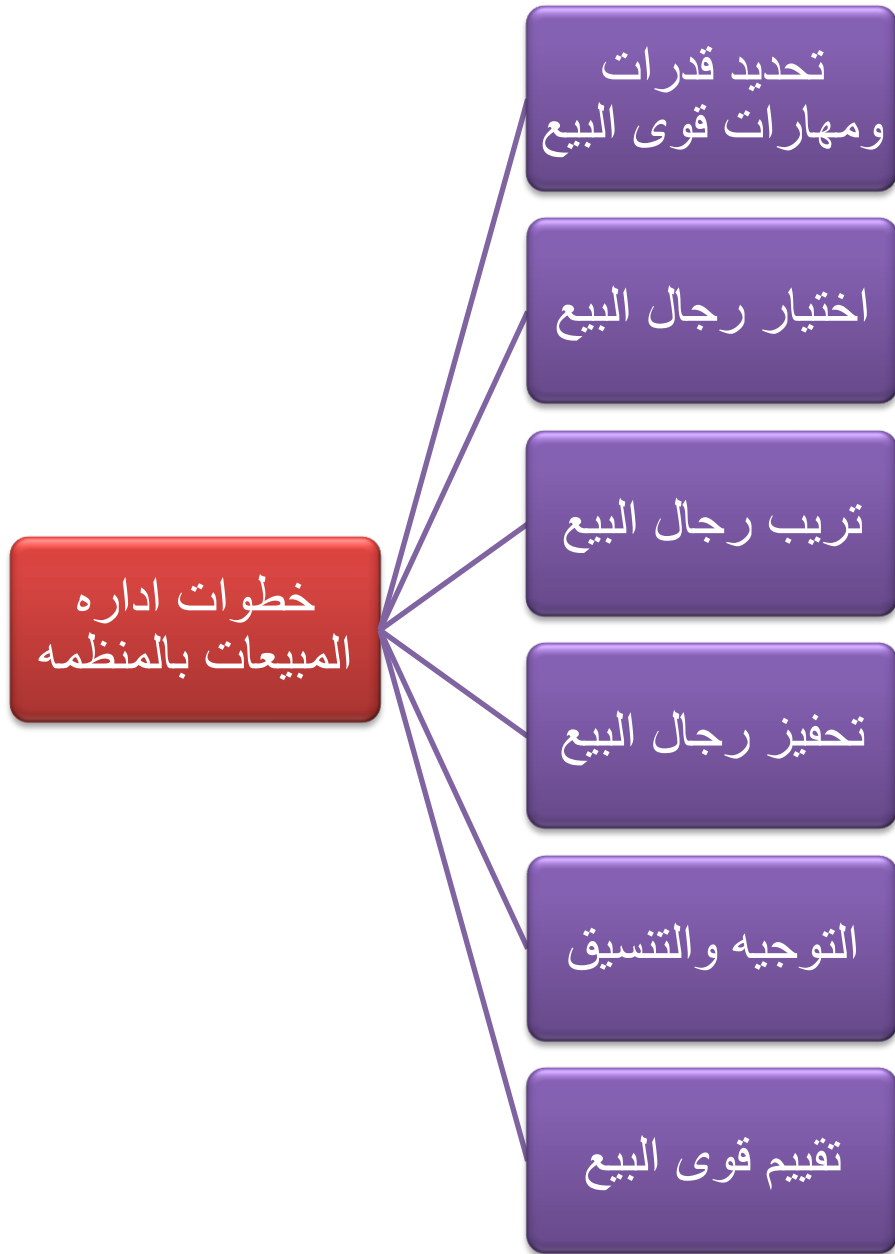 خطوات اداره
المبيعات بالمنظمه
تحديد قدرات
ومهارات قوى البيع
اختيار رجال البيع
تريب رجال البيع
تحفيز رجال البيع
التوجيه والتنسيق
تقييم قوى البيع